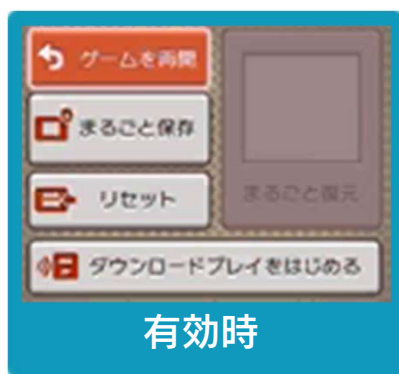 ゲームを再開
まるごと保存
リセット
まるごと復元
ダウンロードプレイをはじめる
有効時